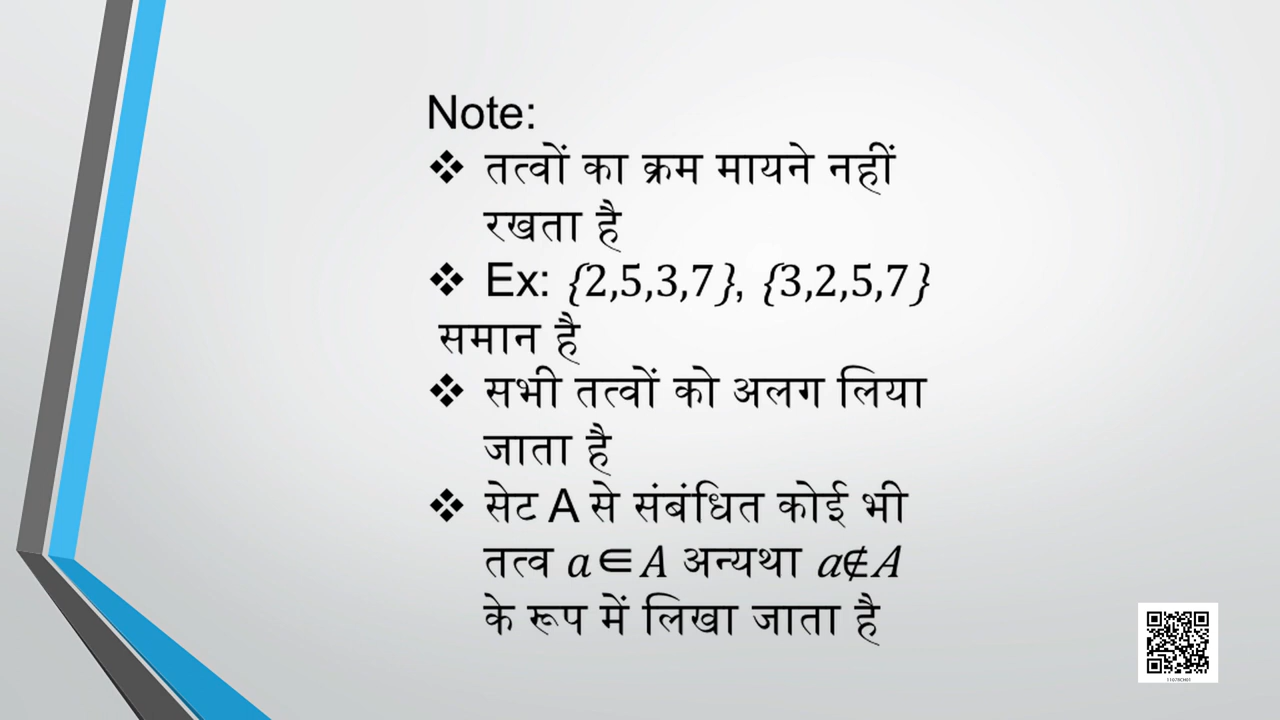 Note:
❖ तत्वों का क्रम मायने नहीं
रखता है
❖ Ex: {2,5,3,7}, {3,2,5,7}
समान है
❖ सभी तत्वों को अलग लिया
जाता है
❖ सेट A से संबंधित कोई भी
तत्व a∈A अन्यथा a∉A
के रूप में लिखा जाता है